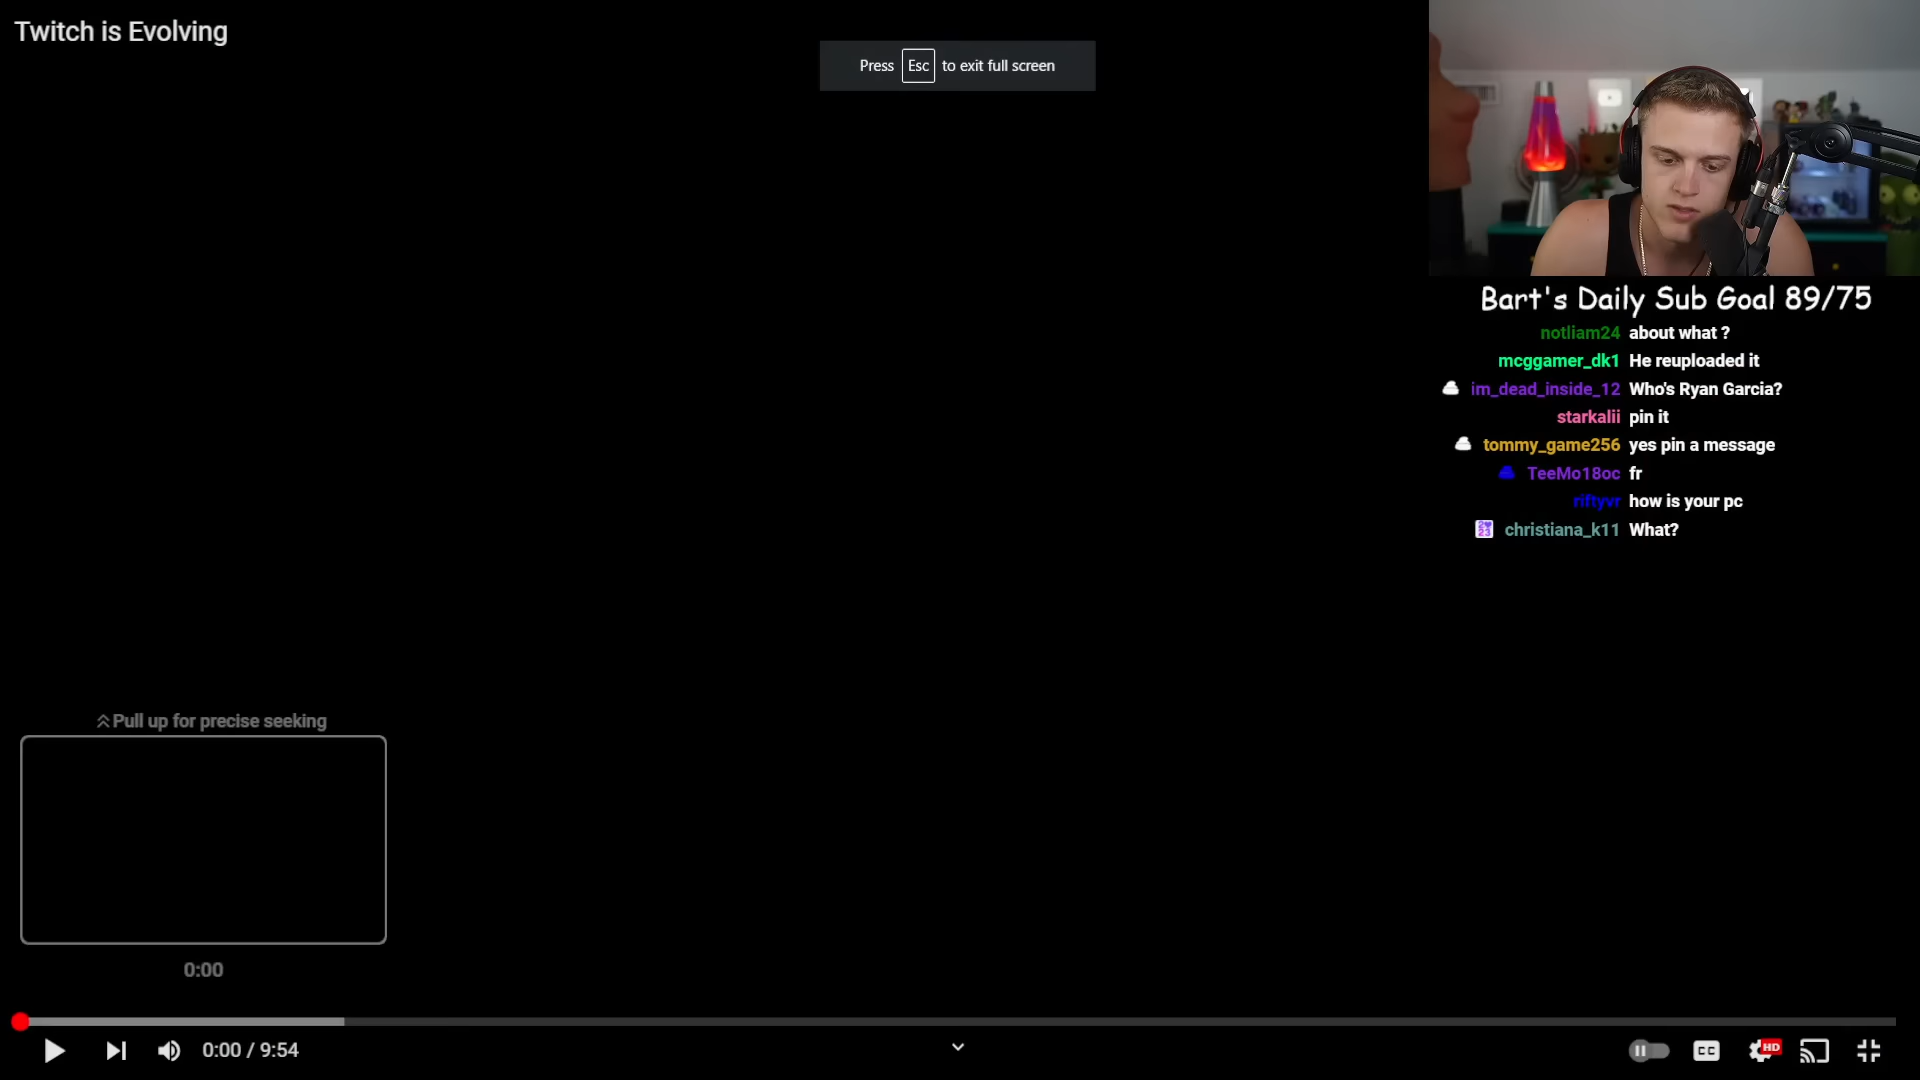 Twitch is Evolving
Press Esc to exit full screen
Bart's Daily Sub Goal 89/75
notliam24 about what ?
mcggamer_dk1 He reuploaded it
im_dead_inside_12 Who's Ryan Garcia?
starkalii pin it
tommy_game256 yes pin a message
TeeMo18oc fr
riftyvr how is your pc
christiana_k11 What?
Pull up for precise seeking
0:00
0:00 / 9:54
CC
HD